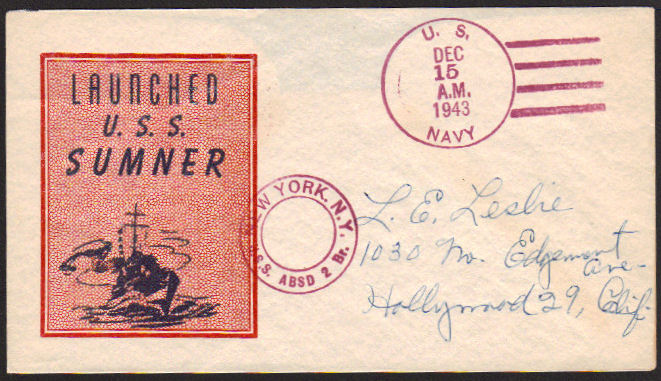 LAUNCHED
U. S. S.
SUMNER
U. S.
DEC
15
A.M.
1943
NAVY
NEW YORK, N.Y.
U.S.S. ABSD 2 Br.
L. E. Leslie
1030 No. Edgemont
Ave.
Hollywood 29, Calif.